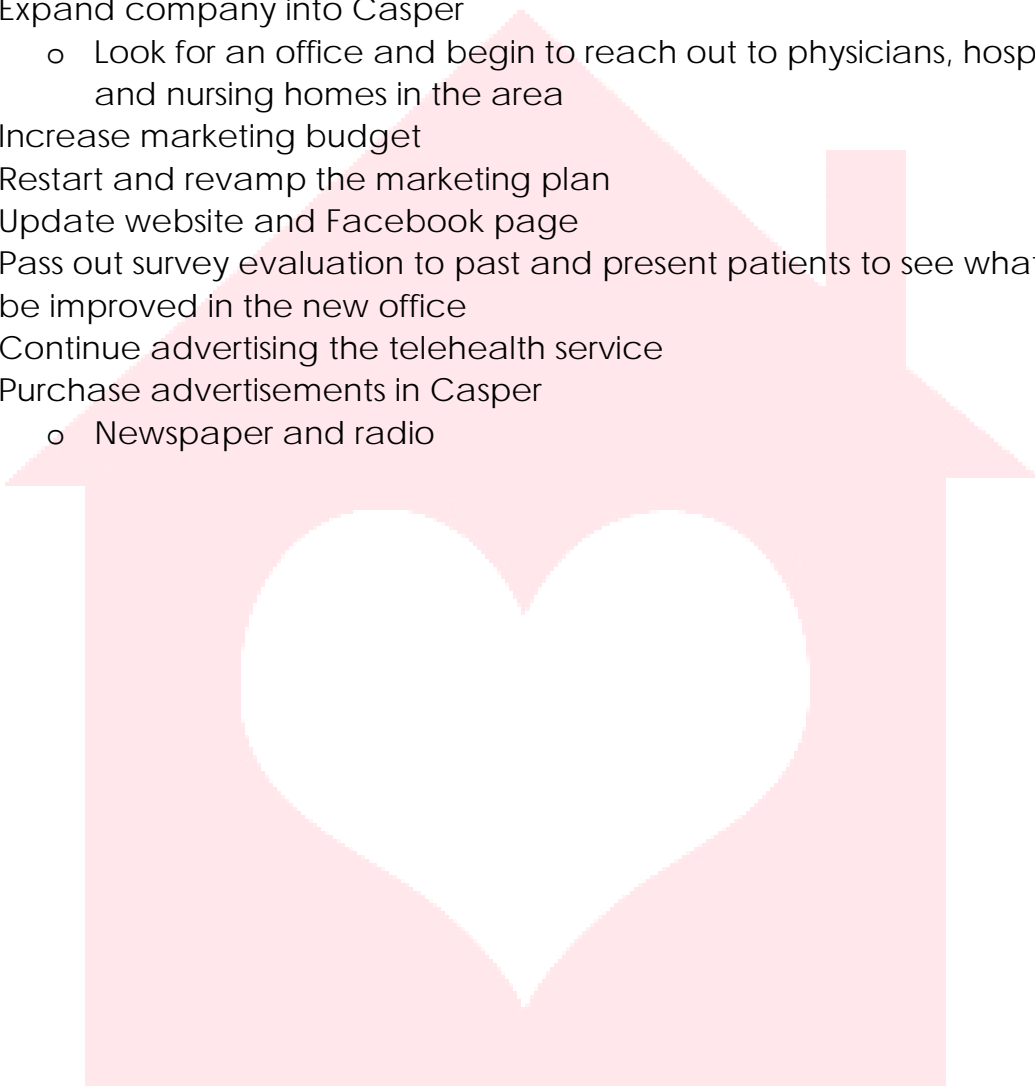 Expand company into Casper
o Look for an office and begin to reach out to physicians, hosp
and nursing homes in the area
Increase marketing budget
Restart and revamp the marketing plan
Update website and Facebook page
Pass out survey evaluation to past and present patients to see what
be improved in the new office
Continue advertising the telehealth service
Purchase advertisements in Casper
o Newspaper and radio